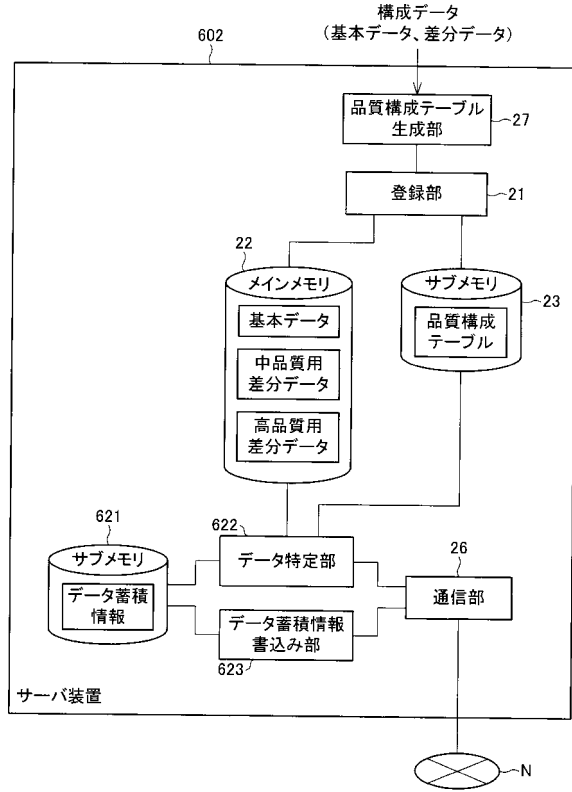 構成データ
（基本データ、差分データ）
602
品質構成テーブル
生成部
27
登録部
21
22
メインメモリ
基本データ
中品質用
差分データ
高品質用
差分データ
サブメモリ
23
品質構成
テーブル
621
サブメモリ
データ蓄積
情報
622
データ特定部
データ蓄積情報
書込み部
623
26
通信部
サーバ装置
N